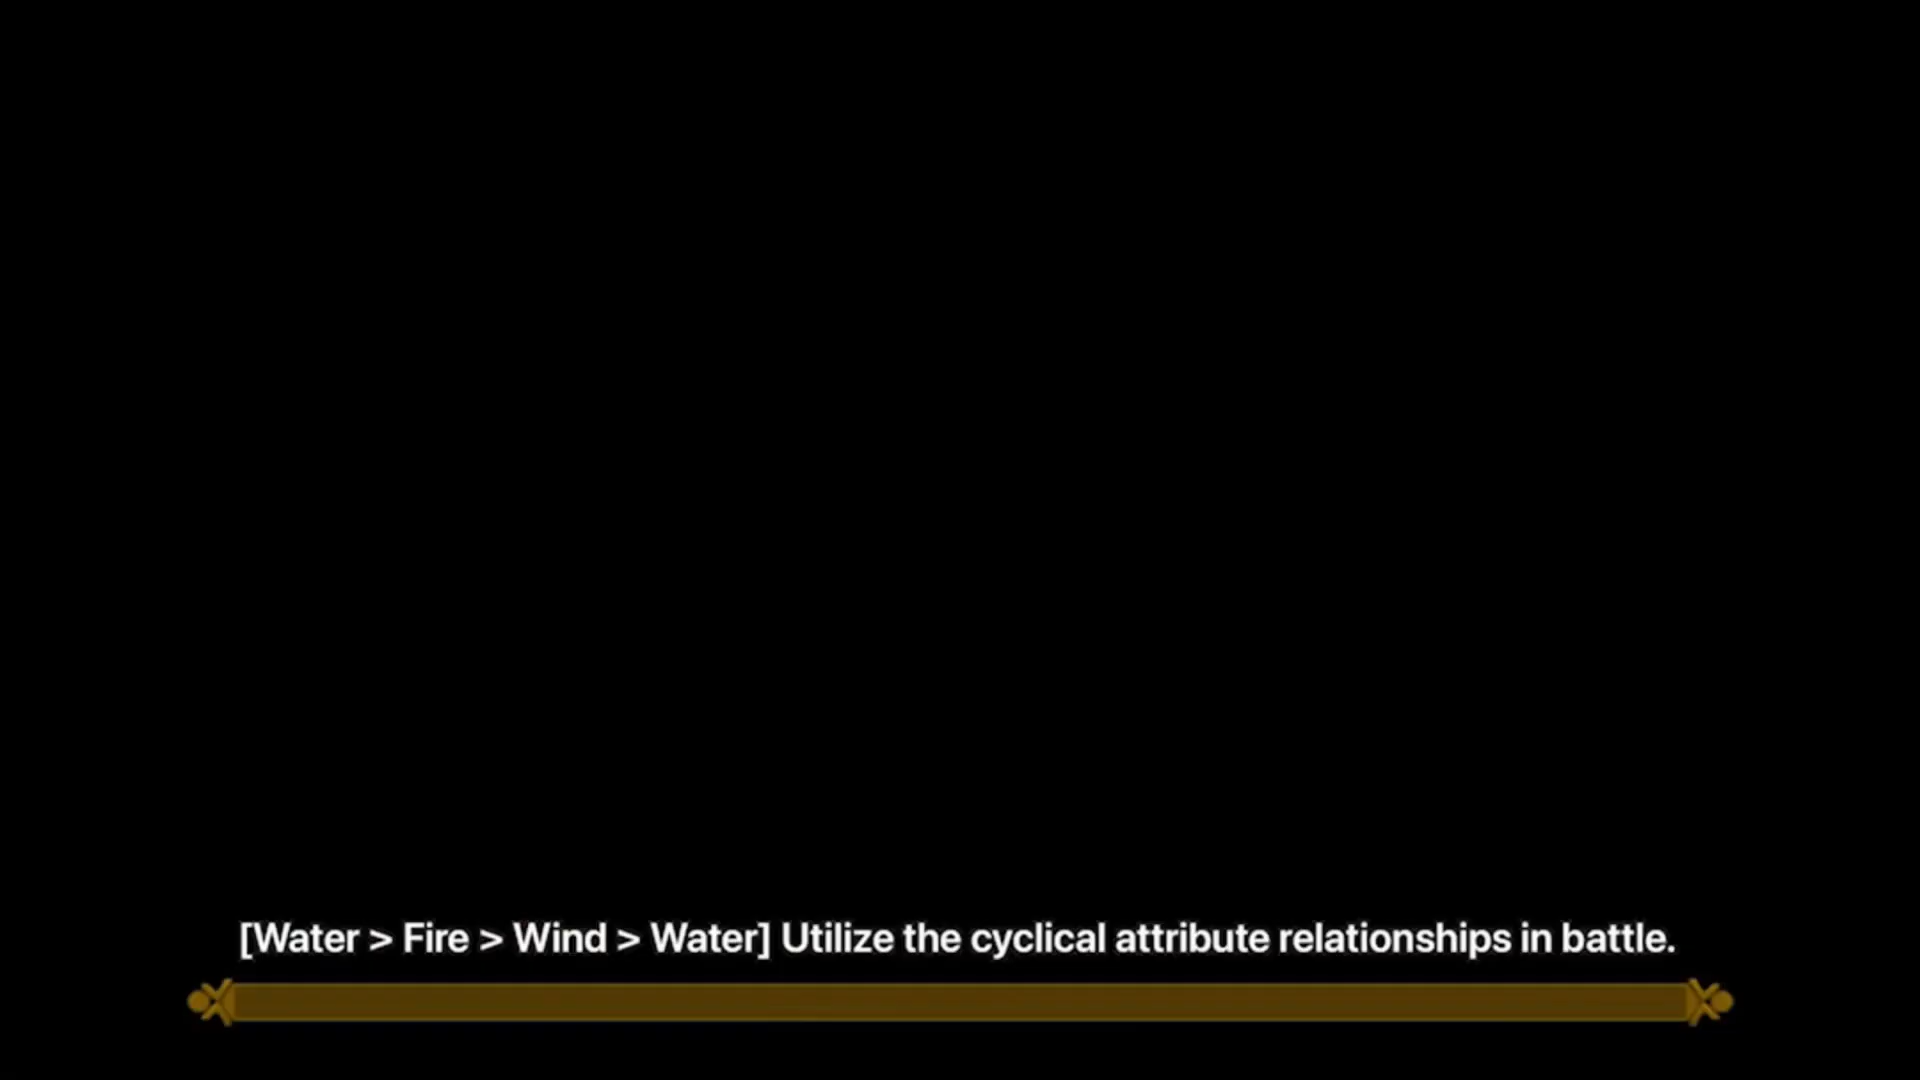 [Water > Fire > Wind > Water] Utilize the cyclical attribute relationships in battle.